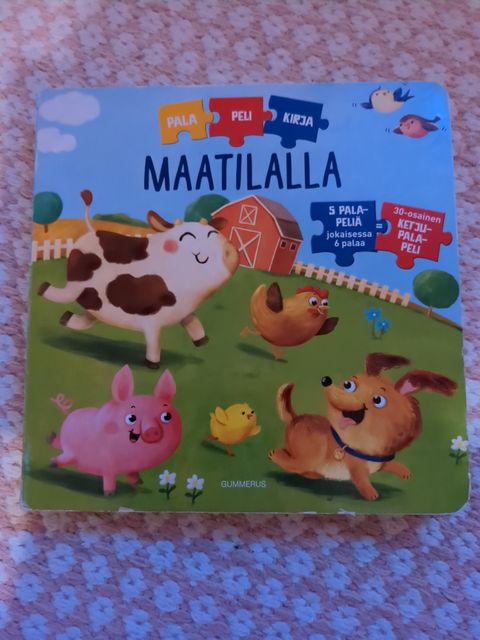 PALA PELI KIRJA
MAATILALLA
5 PALA-
PELIÄ
jokaisessa
6 palaa
=
30-osainen
KETJU-
PALA-
PELI
GUMMERUS